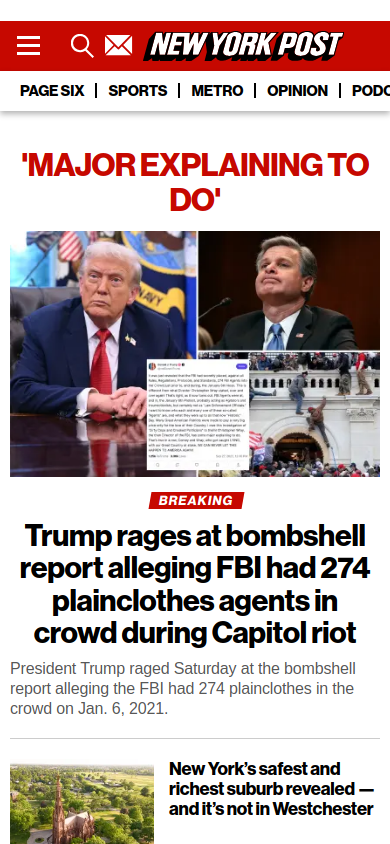 NEW YORK POST
PAGE SIX
SPORTS
METRO
OPINION
PODC
'MAJOR EXPLAINING TO
DO'
NAVY
BREAKING
Trump rages at bombshell
report alleging FBI had 274
plainclothes agents in
crowd during Capitol riot
President Trump raged Saturday at the bombshell
report alleging the FBI had 274 plainclothes in the
crowd on Jan. 6, 2021.
New York’s safest and
richest suburb revealed —
and it’s not in Westchester